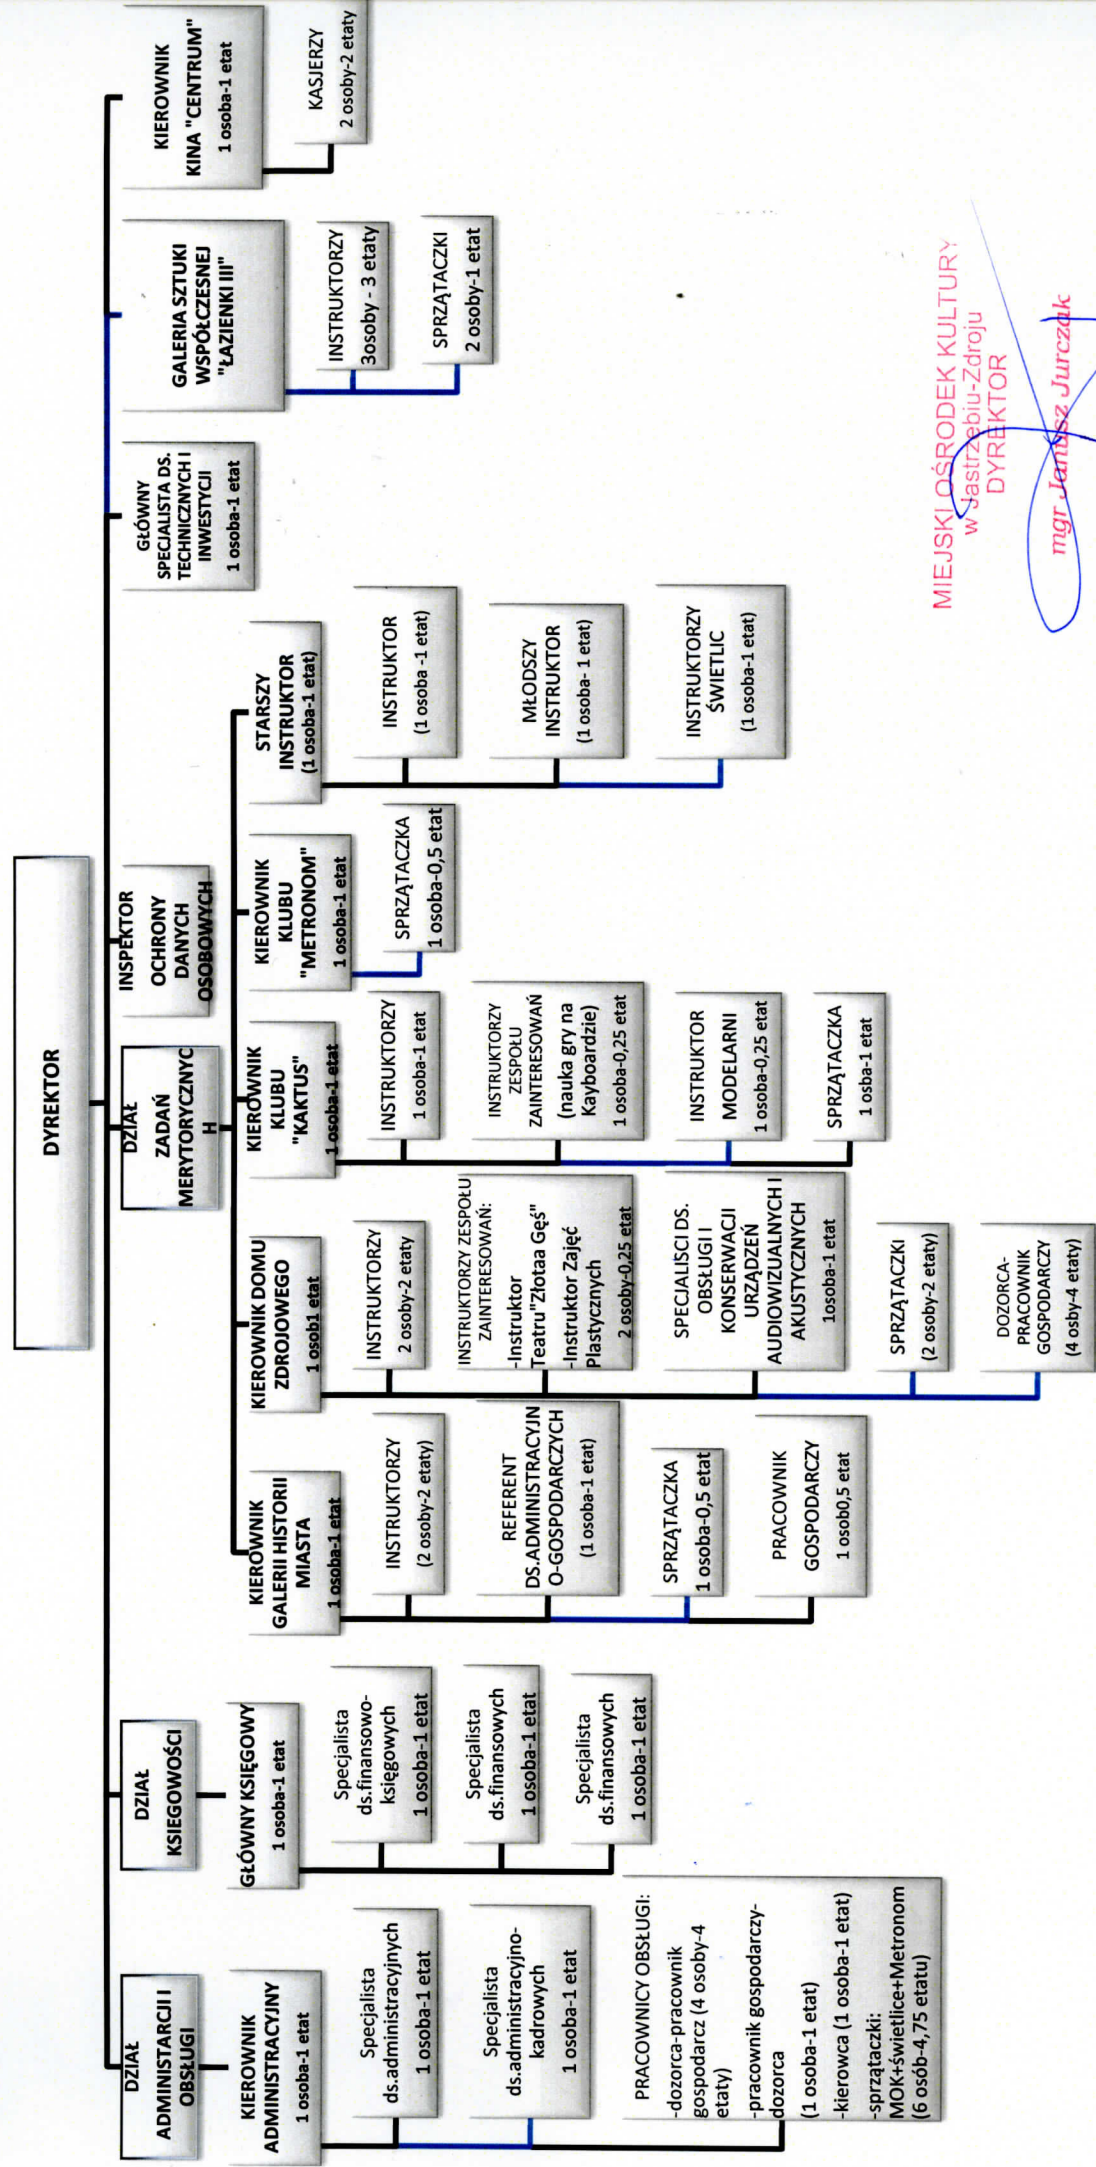 DYREKTOR
DZIAŁ
ADMINISTARCJI I
OBSŁUGI
KIEROWNIK
ADMINISTRACYJNY
1 osoba-1 etat
Specjalista
ds.administracyjnych
1 osoba-1 etat
Specjalista
ds.administracyjno-
kadrowych
1 osoba-1 etat
PRACOWNICY OBSŁUGI:
-dozorca-pracownik
gospodarcz (4 osoby-4
etaty)
-pracownik gospodarczy-
dozorca
(1 osoba-1 etat)
-kierowca (1 osoba-1 etat)
-sprzątaczki:
MOK+świetlice+Metronom
(6 osób-4,75 etatu)
DZIAŁ
KSIEGOWOŚCI
GŁÓWNY KSIĘGOWY
1 osoba-1 etat
Specjalista
ds.finansowo-
księgowych
1 osoba-1 etat
Specjalista
ds.finansowych
1 osoba-1 etat
Specjalista
ds.finansowych
1 osoba-1 etat
DZIAŁ
ZADAŃ
MERYTORYCZNYC
H
KIEROWNIK
GALERII HISTORII
MIASTA
1 osoba-1 etat
INSTRUKTORZY
(2 osoby-2 etaty)
REFERENT
DS.ADMINISTRACYJN
O-GOSPODARCZYCH
(1 osoba-1 etat)
SPRZĄTACZKA
1 osoba-0,5 etat
PRACOWNIK
GOSPODARCZY
1 osob0,5 etat
KIEROWNIK DOMU
ZDROJOWEGO
1 osob1 etat
INSTRUKTORZY
2 osoby-2 etaty
INSTRUKTORZY ZESPOŁU
ZAINTERESOWAŃ:
-Instruktor
Teatru"Złotaa Gęś"
-Instruktor Zajęć
Plastycznych
2 osoby-0,25 etat
SPECJALISCI DS.
OBSŁUGI I
KONSERWACJI
URZĄDZEŃ
AUDIOWIZUALNYCH I
AKUSTYCZNYCH
1osoba-1 etat
SPRZĄTACZKI
(2 osoby-2 etaty)
DOZORCA-
PRACOWNIK
GOSPODARCZY
(4 osby-4 etaty)
KIEROWNIK
KLUBU
"KAKTUS"
1 osoba-1 etat
INSTRUKTORZY
1 osoba-1 etat
INSTRUKTORZY
ZESPOŁU
ZAINTERESOWAŃ
(nauka gry na
Kayboardzie)
1 osoba-0,25 etat
INSTRUKTOR
MODELARNI
1 osoba-0,25 etat
SPRZĄTACZKA
1 osba-1 etat
KIEROWNIK
KLUBU
"METRONOM"
1 osoba-1 etat
SPRZĄTACZKA
1 osoba-0,5 etat
STARSZY
INSTRUKTOR
(1 osoba-1 etat)
INSTRUKTOR
(1 osoba -1 etat)
MŁODSZY
INSTRUKTOR
(1 osoba- 1 etat)
INSTRUKTORZY
ŚWIETLIC
(1 osoba-1 etat)
INSPEKTOR
OCHRONY
DANYCH
OSOBOWYCH
GŁÓWNY
SPECJALISTA DS.
TECHNICZNYCH I
INWESTYCJI
1 osoba-1 etat
GALERIA SZTUKI
WSPÓŁCZESNEJ
"ŁAZIENKI III"
INSTRUKTORZY
3osoby - 3 etaty
SPRZĄTACZKI
2 osoby-1 etat
KIEROWNIK
KINA "CENTRUM"
1 osoba-1 etat
KASJERZY
2 osoby-2 etaty
MIEJSKI OŚRODEK KULTURY
w Jastrzębiu-Zdroju
DYREKTOR
mgr Janusz Jurczak